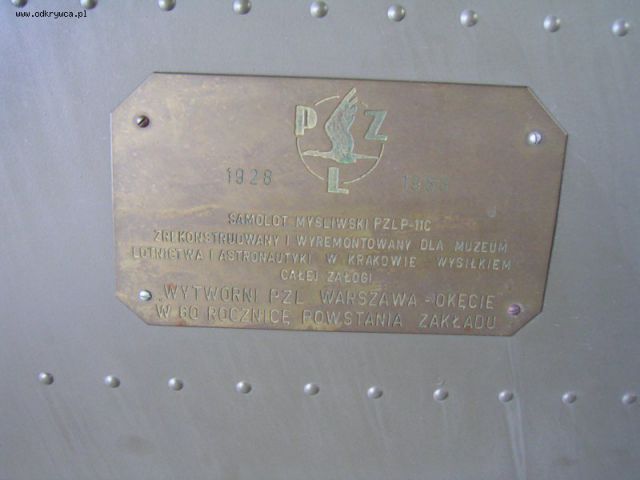 www.odkrywca.pl
P Z
L
1928 1988
SAMOLOT MYŚLIWSKI PZL P-11C
ZREKONSTRUOWANY I WYREMONTOWANY DLA MUZEUM
LOTNICTWA I ASTRONAUTYKI W KRAKOWIE WYSIŁKIEM
CAŁEJ ZAŁOGI
WYTWÓRNI PZL WARSZAWA-OKĘCIE
W 60 ROCZNICĘ POWSTANIA ZAKŁADU